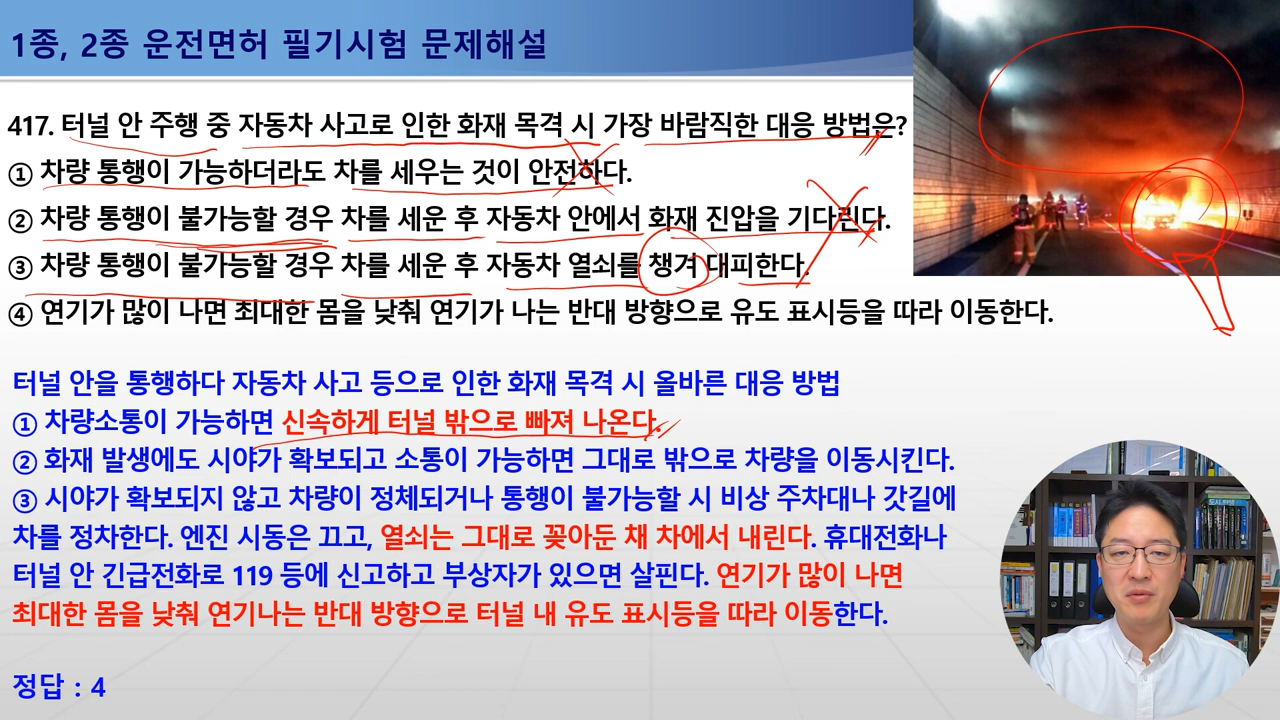 1종, 2종 운전면허 필기시험 문제해설
417. 터널 안 주행 중 자동차 사고로 인한 화재 목격 시 가장 바람직한 대응 방법은?
① 차량 통행이 가능하더라도 차를 세우는 것이 안전하다.
② 차량 통행이 불가능할 경우 차를 세운 후 자동차 안에서 화재 진압을 기다린다.
③ 차량 통행이 불가능할 경우 차를 세운 후 자동차 열쇠를 챙겨 대피한다.
④ 연기가 많이 나면 최대한 몸을 낮춰 연기가 나는 반대 방향으로 유도 표시등을 따라 이동한다.
터널 안을 통행하다 자동차 사고 등으로 인한 화재 목격 시 올바른 대응 방법
① 차량소통이 가능하면 신속하게 터널 밖으로 빠져 나온다.
② 화재 발생에도 시야가 확보되고 소통이 가능하면 그대로 밖으로 차량을 이동시킨다.
③ 시야가 확보되지 않고 차량이 정체되거나 통행이 불가능할 시 비상 주차대나 갓길에
차를 정차한다. 엔진 시동은 끄고, 열쇠는 그대로 꽂아둔 채 차에서 내린다. 휴대전화나
터널 안 긴급전화로 119 등에 신고하고 부상자가 있으면 살핀다. 연기가 많이 나면
최대한 몸을 낮춰 연기나는 반대 방향으로 터널 내 유도 표시등을 따라 이동한다.
정답 : 4